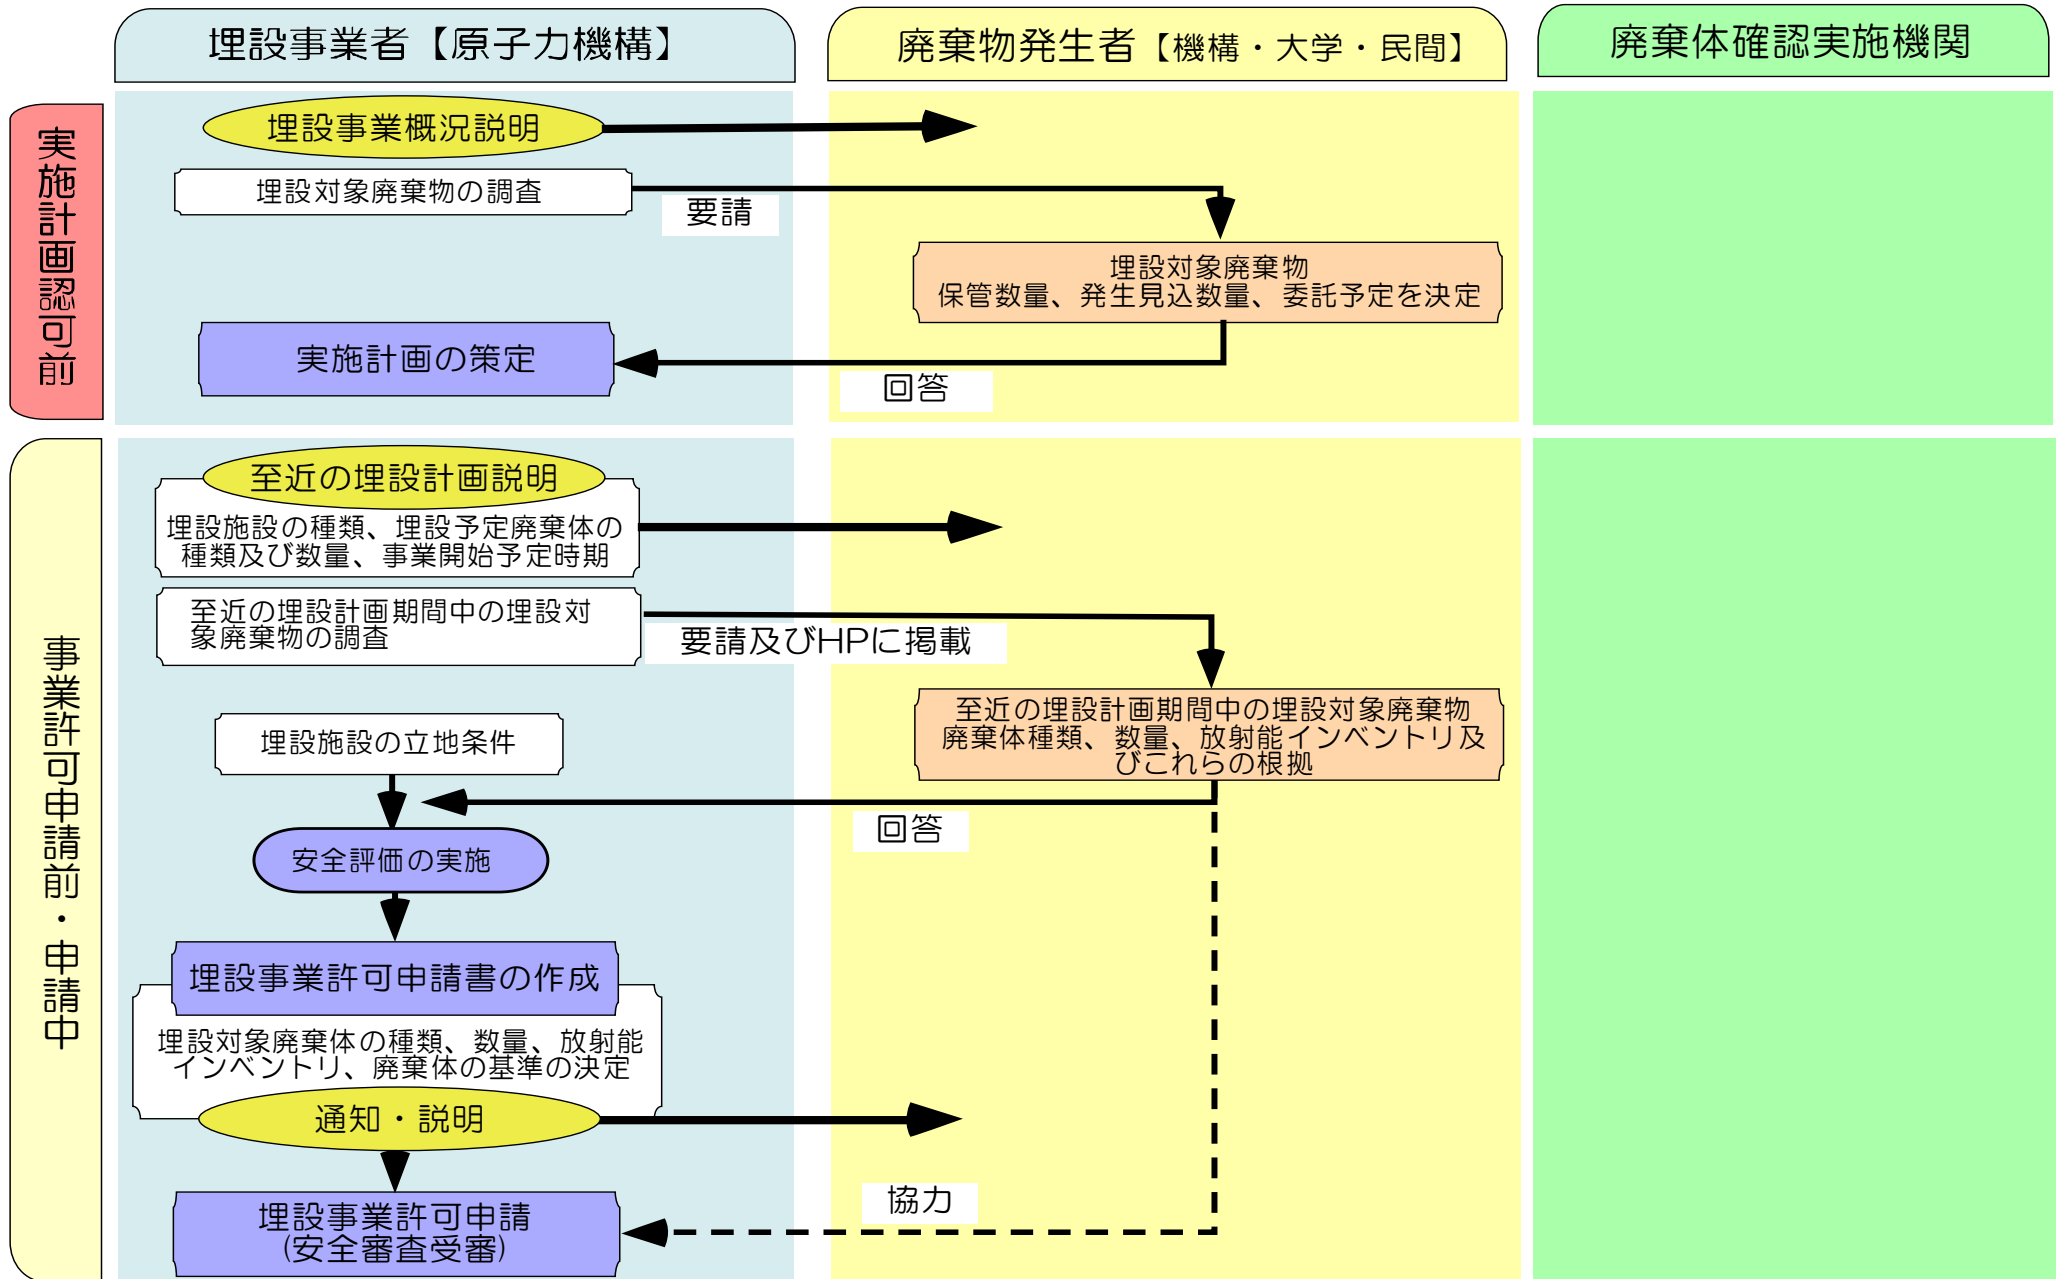 埋設事業者【原子力機構】
廃棄物発生者【機構・大学・民間】
廃棄体確認実施機関
実施計画認可前
埋設事業概況説明
埋設対象廃棄物の調査
要請
埋設対象廃棄物
保管数量、発生見込数量、委託予定を決定
実施計画の策定
回答
事業許可申請前・申請中
至近の埋設計画説明
埋設施設の種類、埋設予定廃棄体の
種類及び数量、事業開始予定時期
至近の埋設計画期間中の埋設対
象廃棄物の調査
要請及びHPに掲載
至近の埋設計画期間中の埋設対象廃棄物
廃棄体種類、数量、放射能インベントリ及
びこれらの根拠
埋設施設の立地条件
回答
安全評価の実施
埋設事業許可申請書の作成
埋設対象廃棄体の種類、数量、放射能
インベントリ、廃棄体の基準の決定
通知・説明
協力
埋設事業許可申請
(安全審査受審)